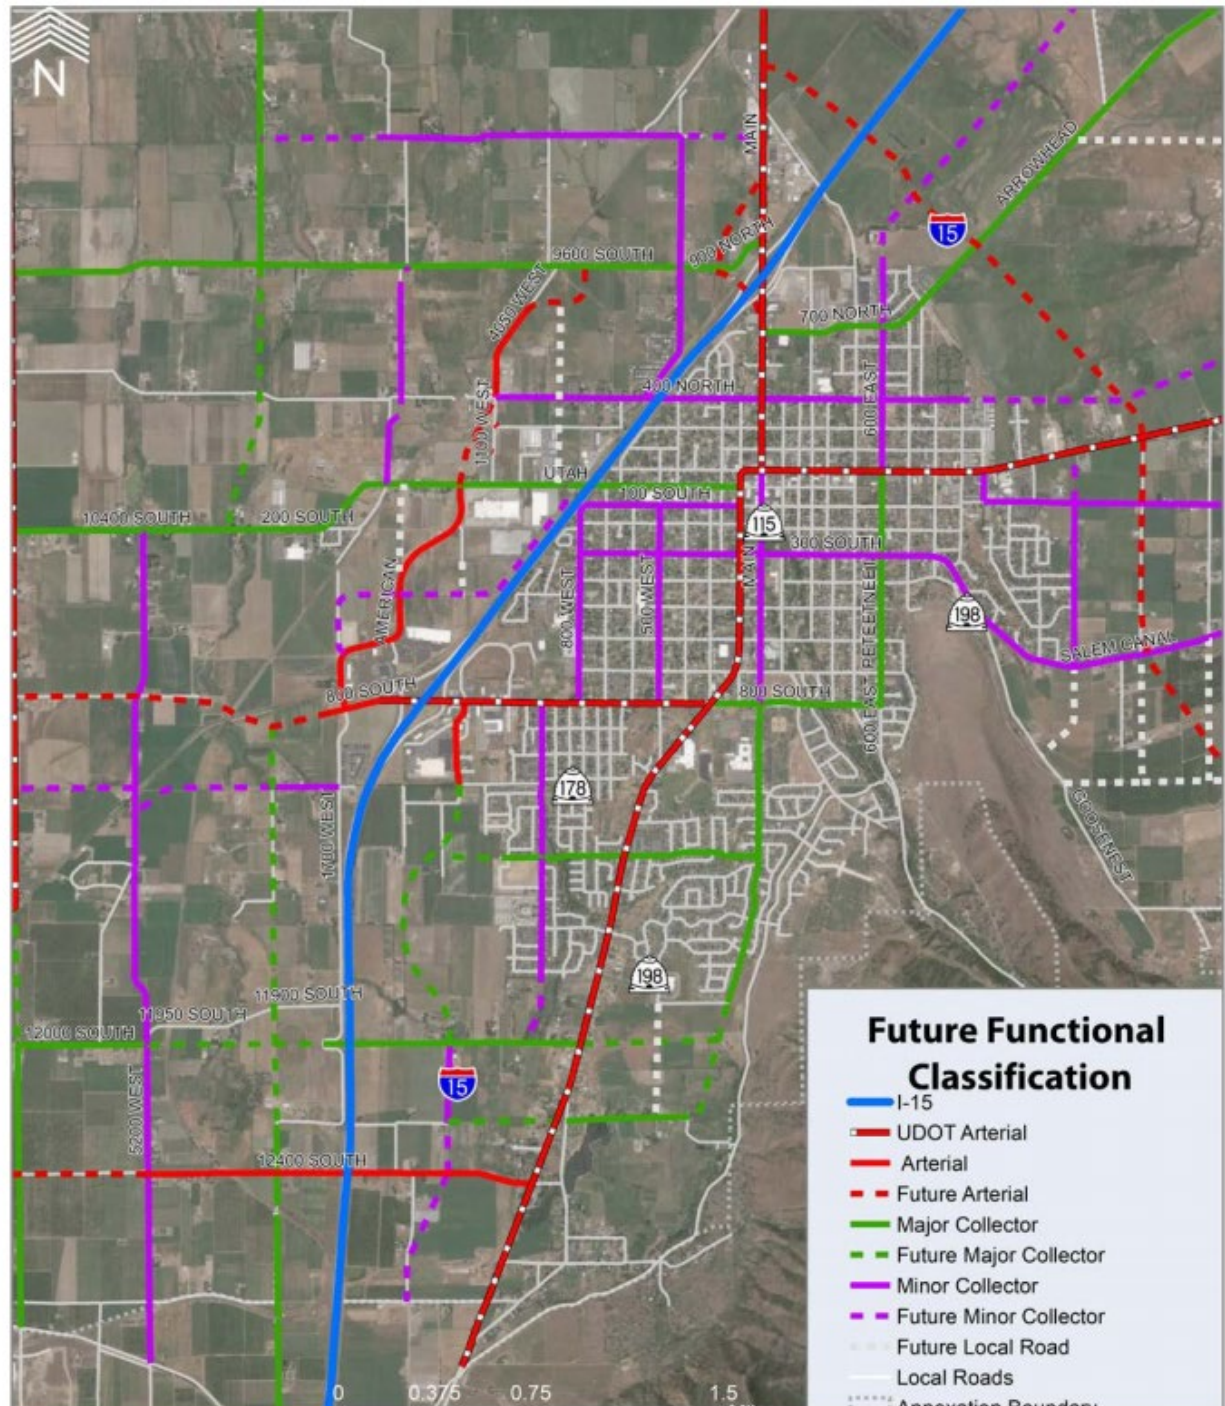 N
MAIN
ARROWHEAD
15
9600 SOUTH
900 NORTH
4050 WEST
700 NORTH
400 NORTH
600 EAST
1100 WEST
UTAH
100 SOUTH
10400 SOUTH
200 SOUTH
115
300 SOUTH
MAIN
AMERICAN
800 WEST
500 WEST
600 EAST PETEETNEET
198
SALEM CANAL
800 SOUTH
800 SOUTH
178
1700 WEST
GOOSENEST
198
11900 SOUTH
11950 SOUTH
12000 SOUTH
15
5200 WEST
12400 SOUTH
Future Functional
Classification
I-15
UDOT Arterial
Arterial
Future Arterial
Major Collector
Future Major Collector
Minor Collector
Future Minor Collector
Future Local Road
Local Roads
Annexation Boundary
0 0.375 0.75 1.5